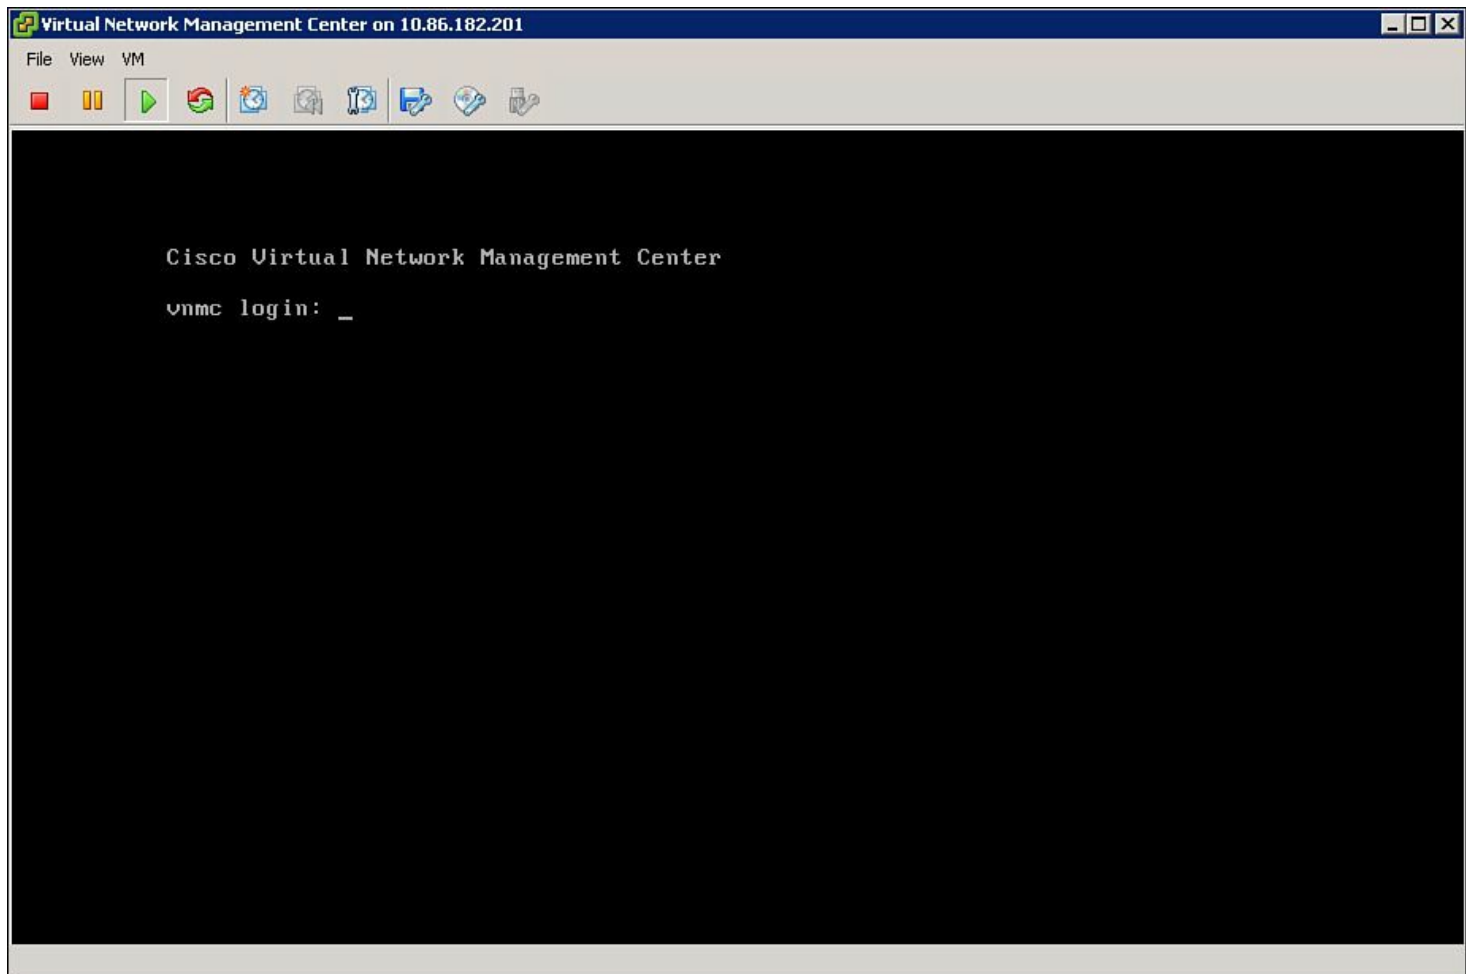 Virtual Network Management Center on 10.86.182.201
File View VM
Cisco Virtual Network Management Center
vnmc login: _